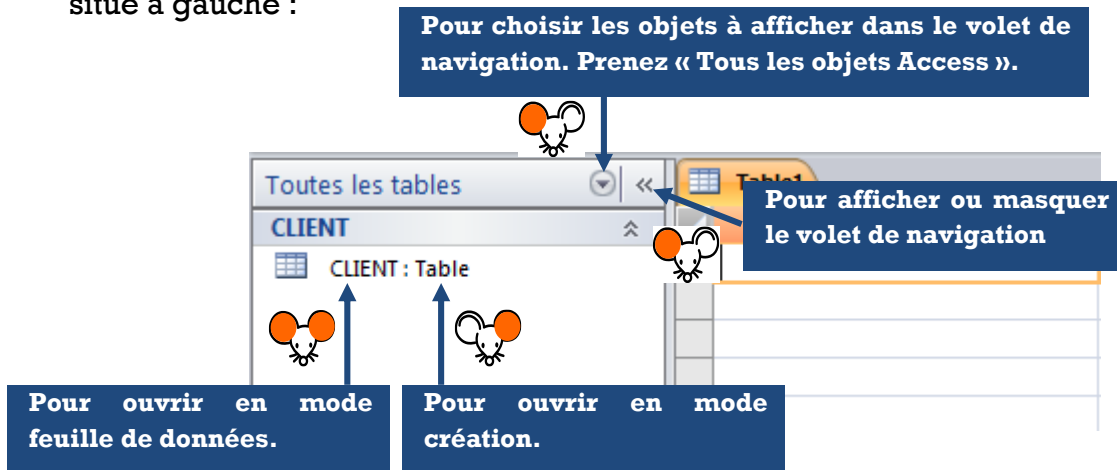 situé à gauche :
Pour choisir les objets à afficher dans le volet de
navigation. Prenez « Tous les objets Access ».
Toutes les tables
Table1
Pour afficher ou masquer
le volet de navigation
CLIENT
CLIENT : Table
Pour ouvrir en mode
feuille de données.
Pour ouvrir en mode
création.